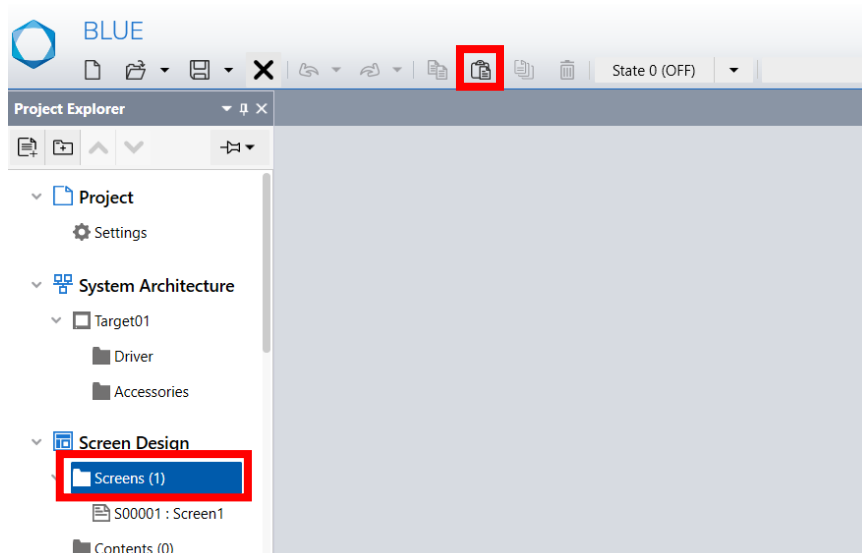 BLUE
State 0 (OFF)
Project Explorer
Project
Settings
System Architecture
Target01
Driver
Accessories
Screen Design
Screens (1)
S00001 : Screen1
Contents (0)